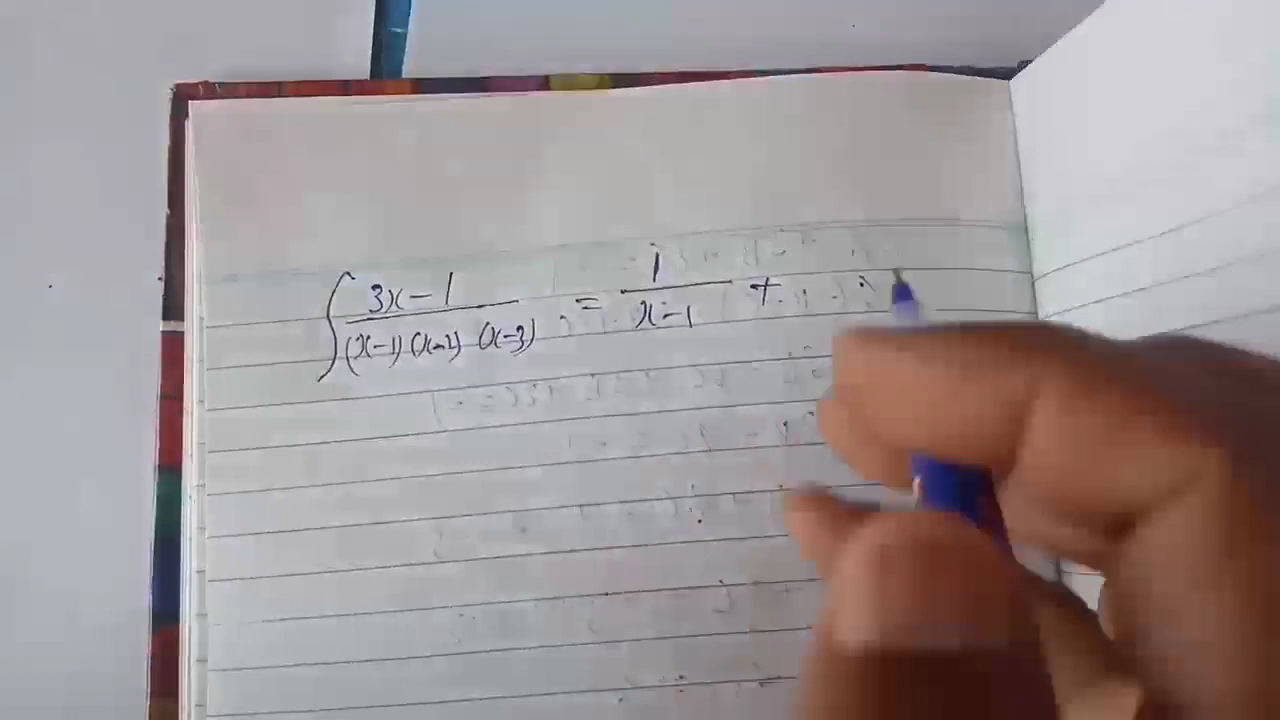 ∫ (3x-1)/((x-1)(x-2)(x-3)) = 1/(x-1) +